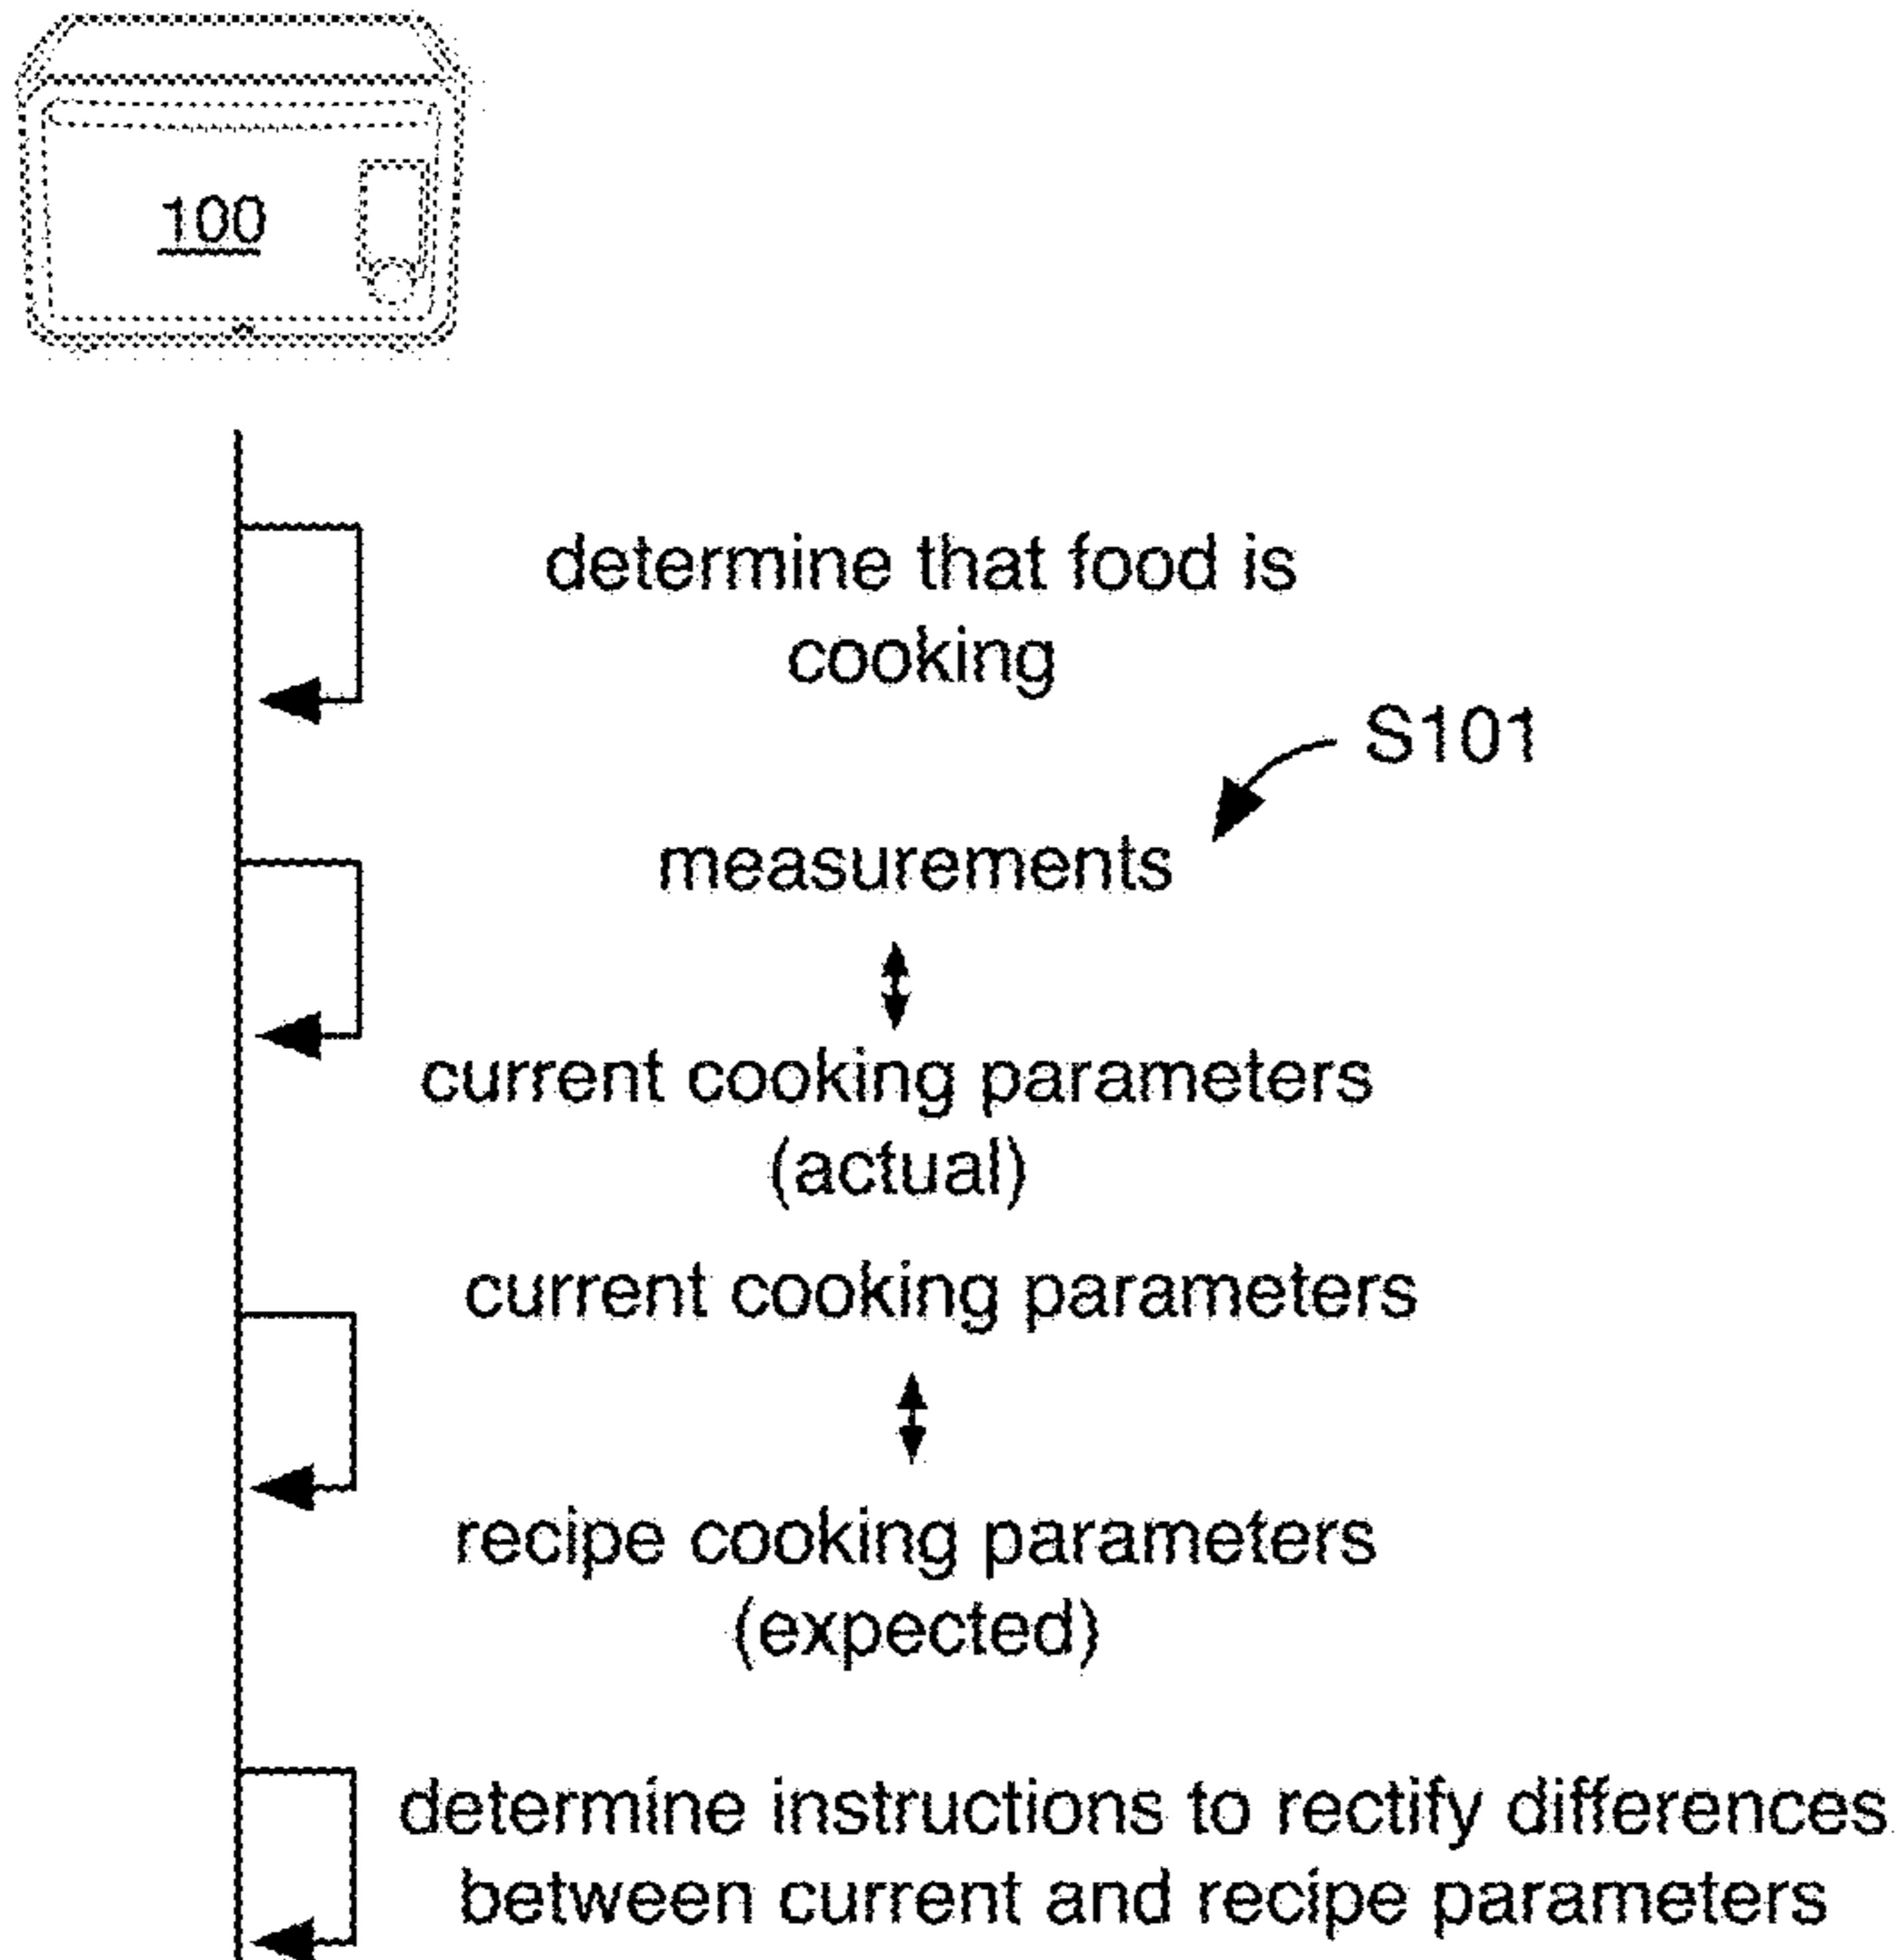 100
determine that food is
cooking
S101
measurements
current cooking parameters
(actual)
current cooking parameters
recipe cooking parameters
(expected)
determine instructions to rectify differences
between current and recipe parameters